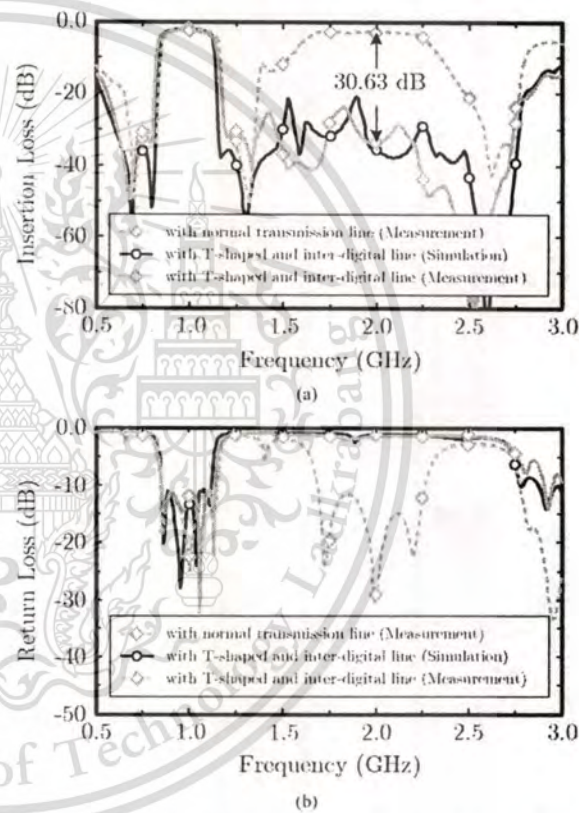 0.0
-20
-40
-60
-80
Insertion Loss (dB)
30.63 dB
with normal transmission line (Measurement)
with T-shaped and inter-digital line (Simulation)
with T-shaped and inter-digital line (Measurement)
0.5 1.0 1.5 2.0 2.5 3.0
Frequency (GHz)
(a)
0.0
-10
-20
-30
-40
-50
Return Loss (dB)
with normal transmission line (Measurement)
with T-shaped and inter-digital line (Simulation)
with T-shaped and inter-digital line (Measurement)
0.5 1.0 1.5 2.0 2.5 3.0
Frequency (GHz)
(b)
of Technology Ladkrabang